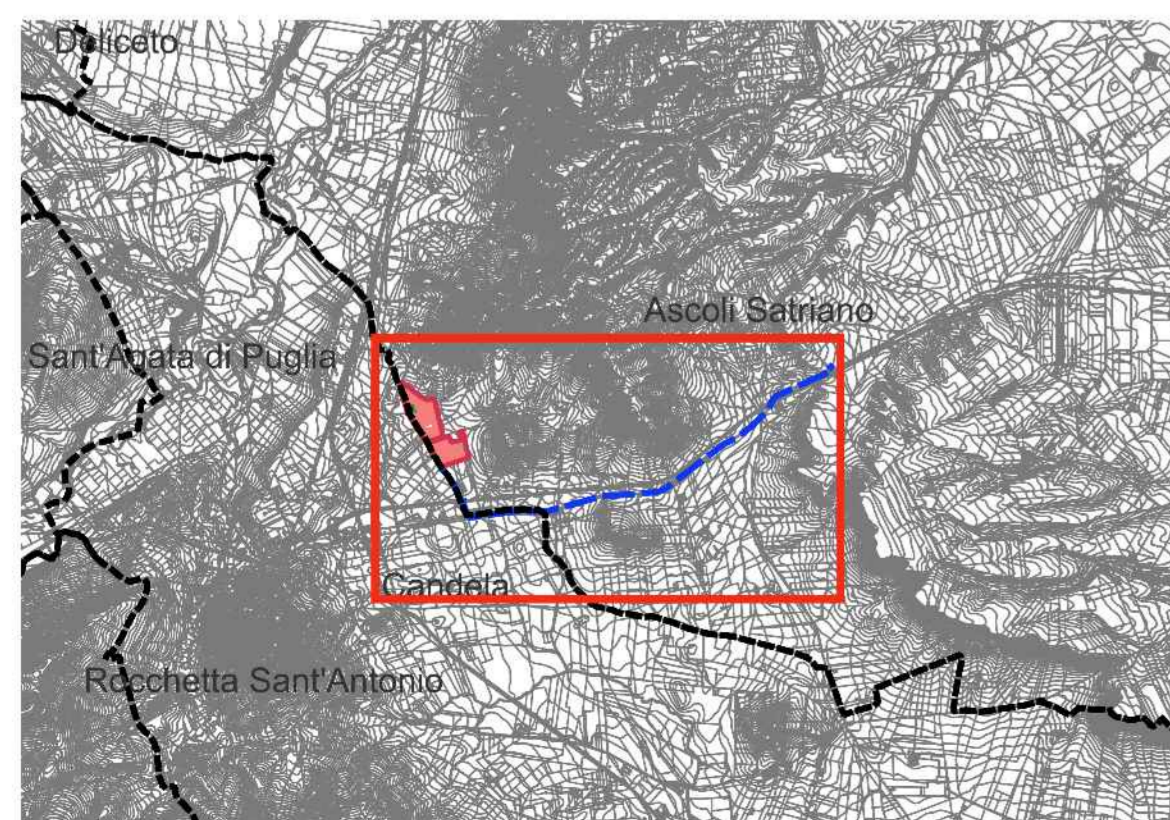 Deliceto
Ascoli Satriano
Sant'Agata di Puglia
Candela
Rocchetta Sant'Antonio